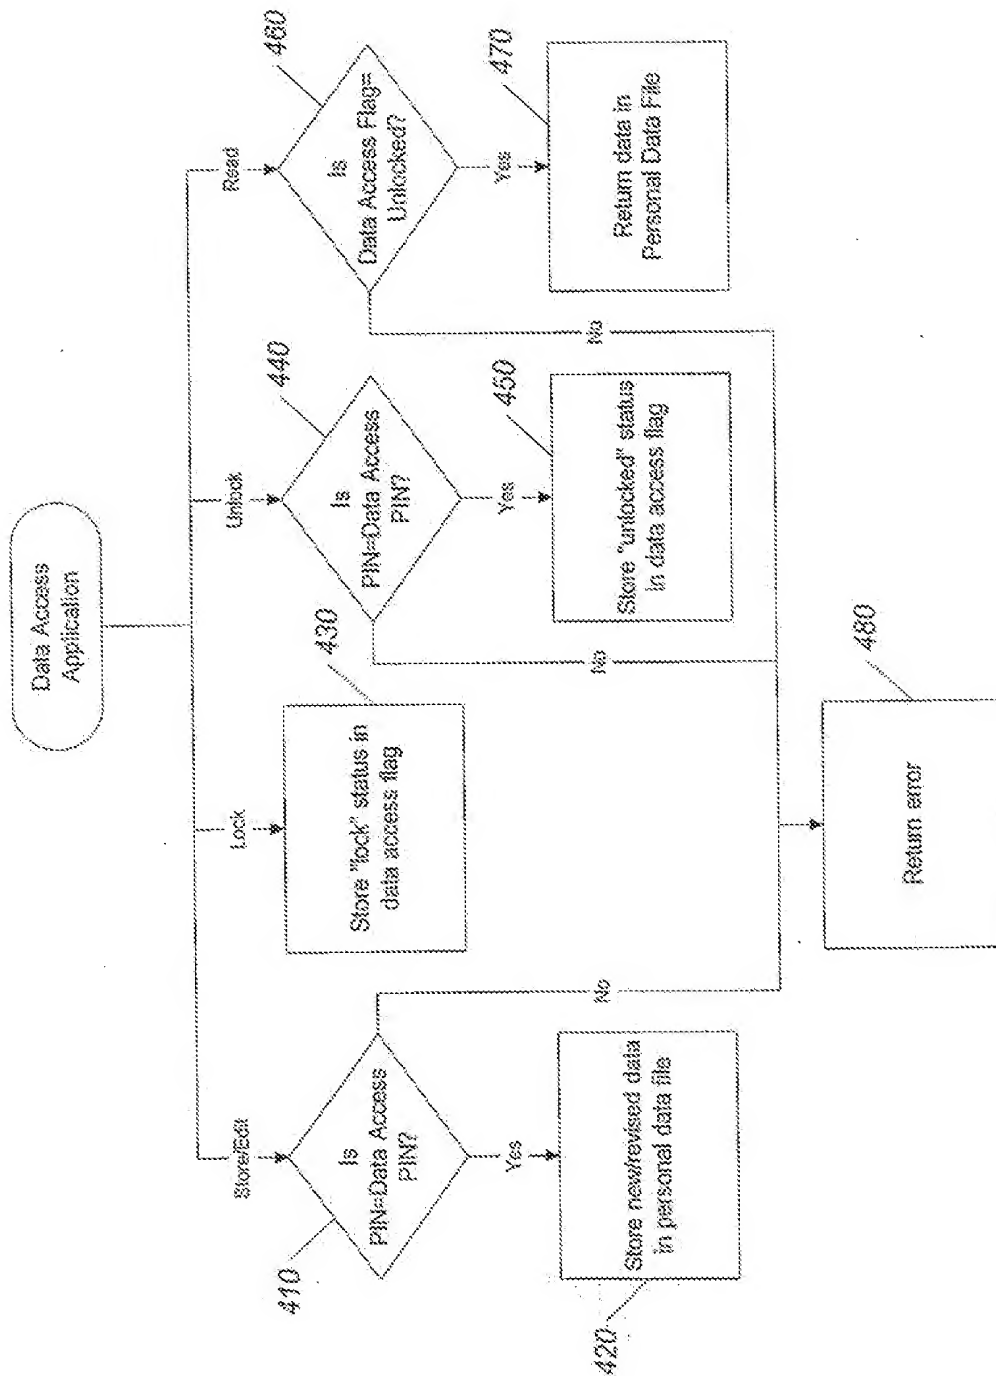 Data Access
Application
Store/Edit
Lock
Unlock
Read
410
Is
PIN=Data Access
PIN?
Yes
No
420
Store new/revised data
in personal data file
430
Store "lock" status in
data access flag
440
Is
PIN=Data Access
PIN?
Yes
No
450
Store "unlocked" status
in data access flag
460
Is
Data Access Flag=
Unlocked?
Yes
No
470
Return data in
Personal Data File
480
Return error